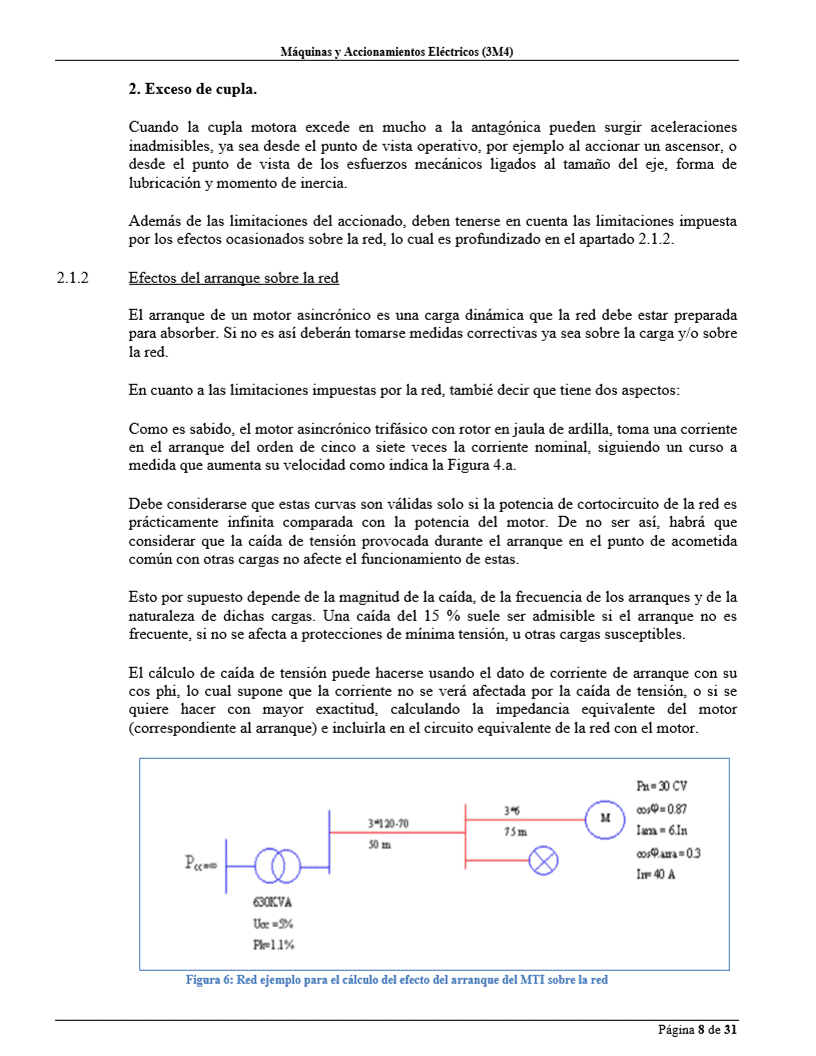 Máquinas y Accionamientos Eléctricos (3M4)
2. Exceso de cupla.
Cuando la cupla motora excede en mucho a la antagónica pueden surgir aceleraciones
inadmisibles, ya sea desde el punto de vista operativo, por ejemplo al accionar un ascensor, o
desde el punto de vista de los esfuerzos mecánicos ligados al tamaño del eje, forma de
lubricación y momento de inercia.
Además de las limitaciones del accionado, deben tenerse en cuenta las limitaciones impuesta
por los efectos ocasionados sobre la red, lo cual es profundizado en el apartado 2.1.2.
2.1.2 Efectos del arranque sobre la red
El arranque de un motor asincrónico es una carga dinámica que la red debe estar preparada
para absorber. Si no es así deberán tomarse medidas correctivas ya sea sobre la carga y/o sobre
la red.
En cuanto a las limitaciones impuestas por la red, tambié decir que tiene dos aspectos:
Como es sabido, el motor asincrónico trifásico con rotor en jaula de ardilla, toma una corriente
en el arranque del orden de cinco a siete veces la corriente nominal, siguiendo un curso a
medida que aumenta su velocidad como indica la Figura 4.a.
Debe considerarse que estas curvas son válidas solo si la potencia de cortocircuito de la red es
prácticamente infinita comparada con la potencia del motor. De no ser así, habrá que
considerar que la caída de tensión provocada durante el arranque en el punto de acometida
común con otras cargas no afecte el funcionamiento de estas.
Esto por supuesto depende de la magnitud de la caída, de la frecuencia de los arranques y de la
naturaleza de dichas cargas. Una caída del 15 % suele ser admisible si el arranque no es
frecuente, si no se afecta a protecciones de mínima tensión, u otras cargas susceptibles.
El cálculo de caída de tensión puede hacerse usando el dato de corriente de arranque con su
cos phi, lo cual supone que la corriente no se verá afectada por la caída de tensión, o si se
quiere hacer con mayor exactitud, calculando la impedancia equivalente del motor
(correspondiente al arranque) e incluirla en el circuito equivalente de la red con el motor.
Pcc=∞
630KVA
Ucc =5%
Pk=1.1%
3*120-70
50 m
3*6
75 m
M
Pn = 30 CV
cosφ = 0.87
Iarra = 6.In
cosφarra = 0.3
In= 40 A
Figura 6: Red ejemplo para el cálculo del efecto del arranque del MTI sobre la red
Página 8 de 31